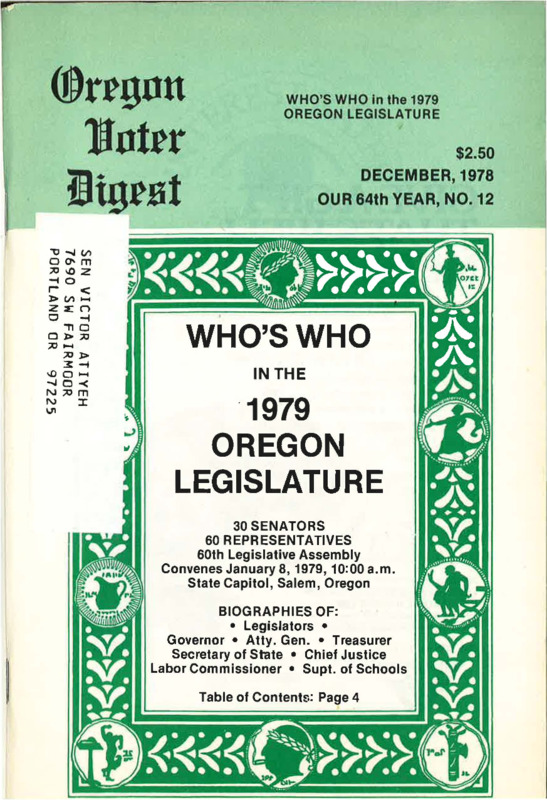 Oregon
Voter
Digest
WHO'S WHO in the 1979
OREGON LEGISLATURE
$2.50
DECEMBER, 1978
OUR 64th YEAR, NO. 12
SEN VICTOR ATIYEH
7690 SW FAIRMOOR
PORTLAND OR 97225
WHO'S WHO
IN THE
1979
OREGON
LEGISLATURE
30 SENATORS
60 REPRESENTATIVES
60th Legislative Assembly
Convenes January 8, 1979, 10:00 a.m.
State Capitol, Salem, Oregon
BIOGRAPHIES OF:
• Legislators •
Governor • Atty. Gen. • Treasurer
Secretary of State • Chief Justice
Labor Commissioner • Supt. of Schools
Table of Contents: Page 4